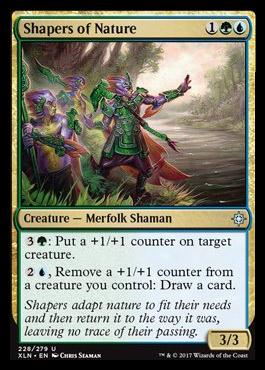 Shapers of Nature 1
Creature — Merfolk Shaman
3 : Put a +1/+1 counter on target
creature.
2 , Remove a +1/+1 counter from
a creature you control: Draw a card.
Shapers adapt nature to fit their needs
and then return it to the way it was,
leaving no trace of their passing.
3/3
228/279 U
XLN • EN CHRIS SEAMAN ™ & © 2017 Wizards of the Coast